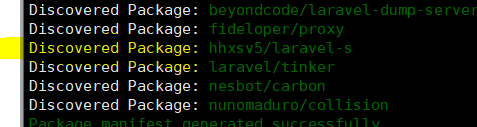 Discovered Package: beyondcode/laravel-dump-server
Discovered Package: fideloper/proxy
Discovered Package: hhxsv5/laravel-s
Discovered Package: laravel/tinker
Discovered Package: nesbot/carbon
Discovered Package: nunomaduro/collision
Package manifest generated successfully